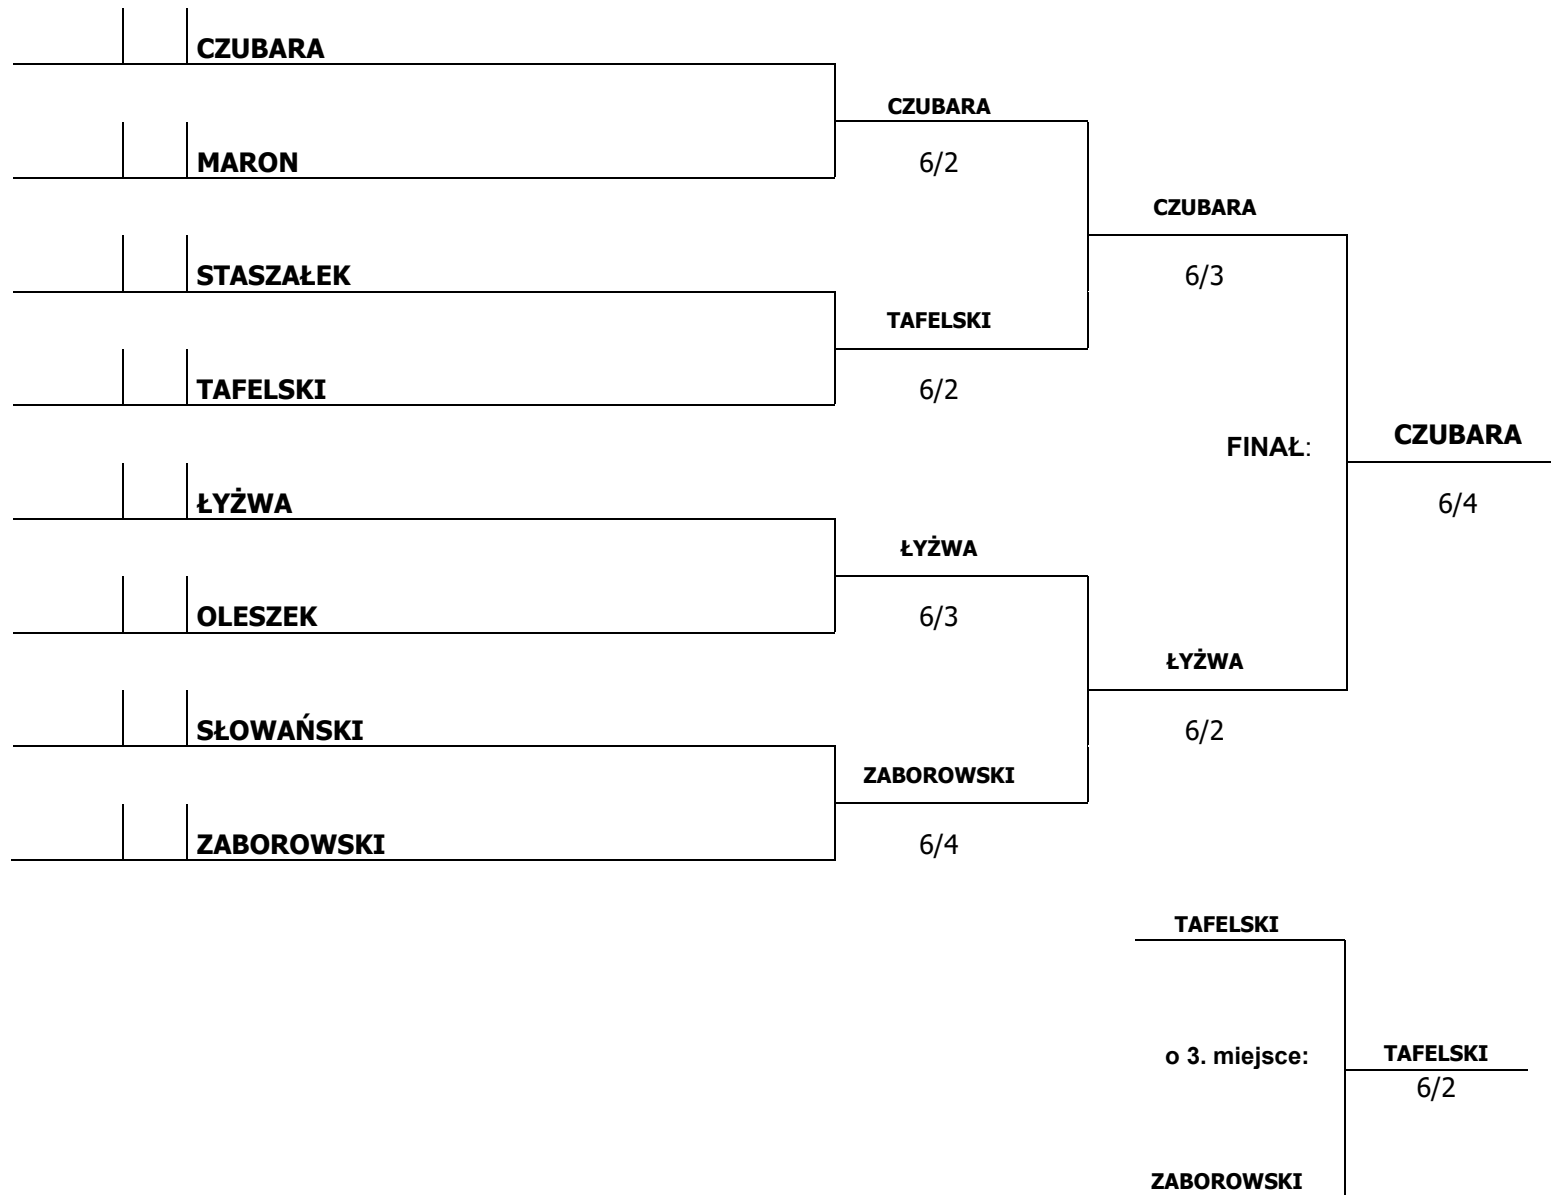 CZUBARA
CZUBARA
MARON
6/2
CZUBARA
STASZAŁEK
6/3
TAFELSKI
TAFELSKI
6/2
CZUBARA
FINAŁ:
ŁYŻWA
6/4
ŁYŻWA
OLESZEK
6/3
ŁYŻWA
SŁOWAŃSKI
6/2
ZABOROWSKI
ZABOROWSKI
6/4
TAFELSKI
o 3. miejsce:
TAFELSKI
6/2
ZABOROWSKI